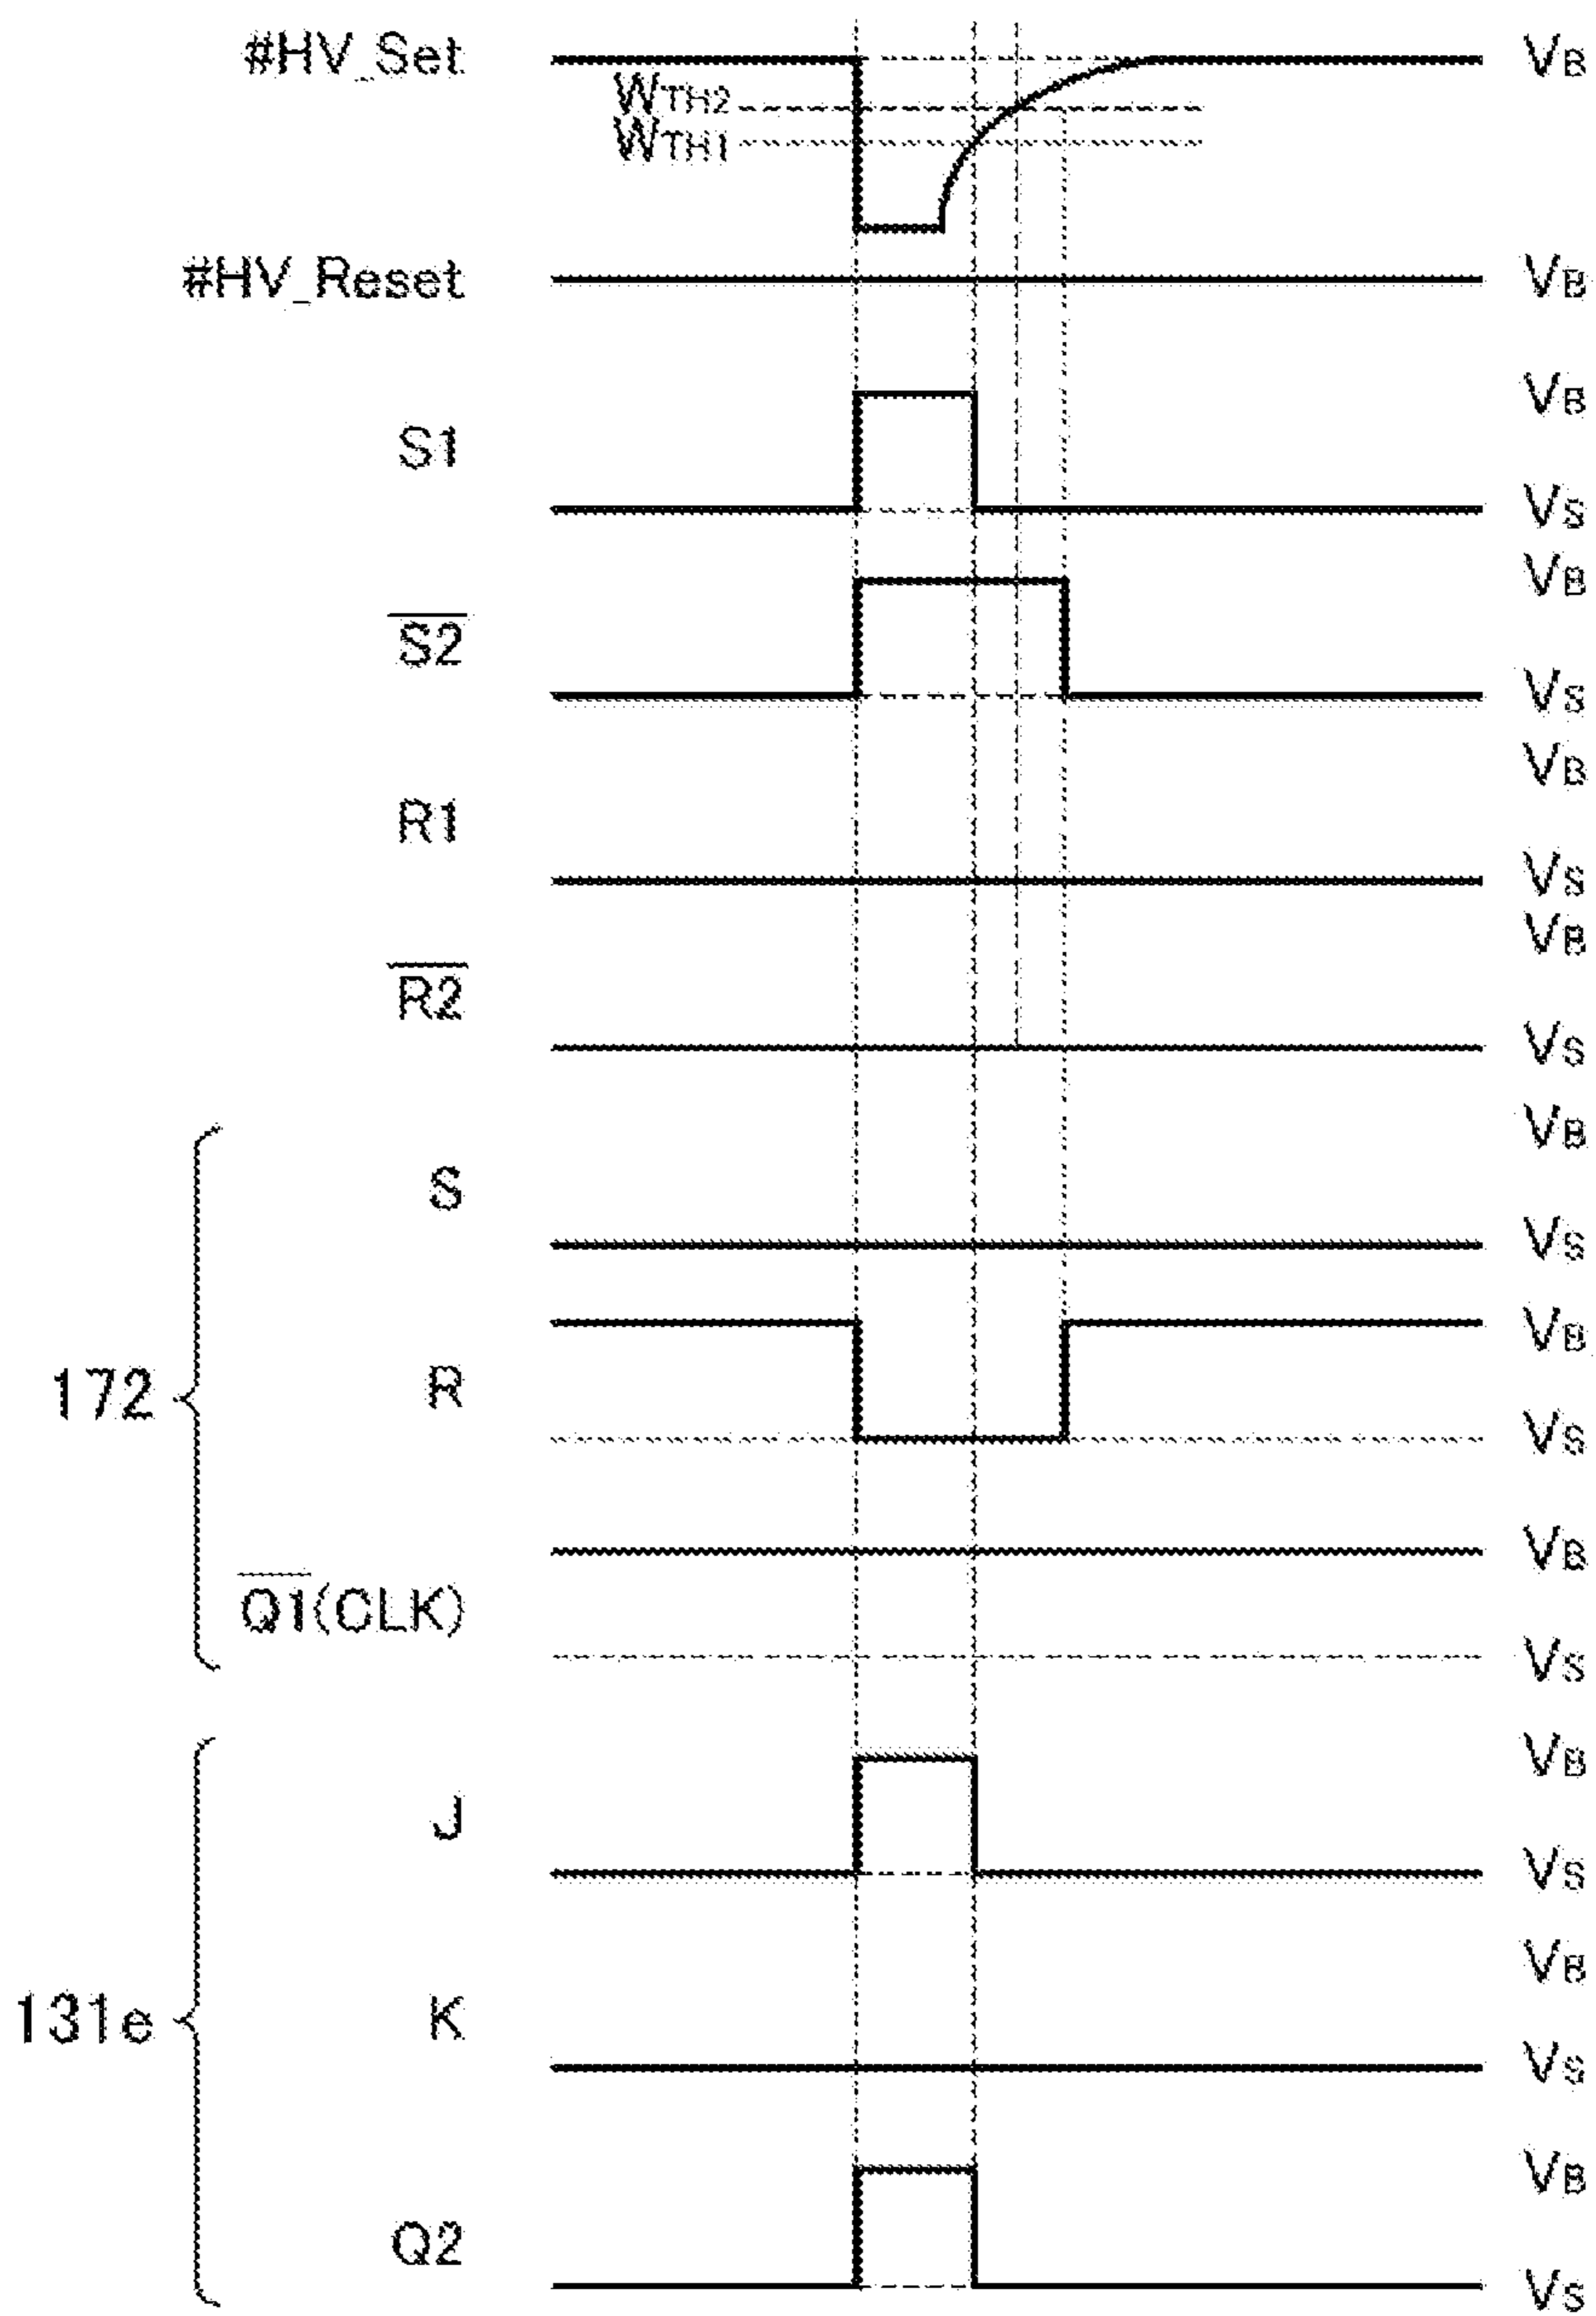 #HV_Set VB
WTH2
WTH1
#HV_Reset VB
VB
S1
VS
VB
S2
VS
VB
R1
VS
VB
R2
VS
VB
S
VS
VB
172 R
VS
VB
Q1(CLK)
VS
VB
J
VS
VB
131e K
VS
VB
Q2
VS